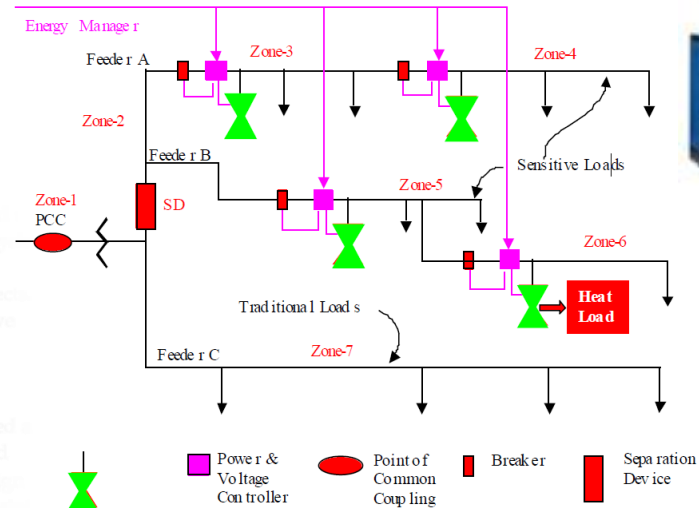 Energy Manager
Feeder A
Zone-3
Zone-4
Zone-2
Feeder B
Sensitive Loads
Zone-5
Zone-1
PCC
SD
Zone-6
Heat
Load
Traditional Loads
Feeder C
Zone-7
Power &
Voltage
Controller
Point of
Common
Coupling
Breaker
Separation
Device